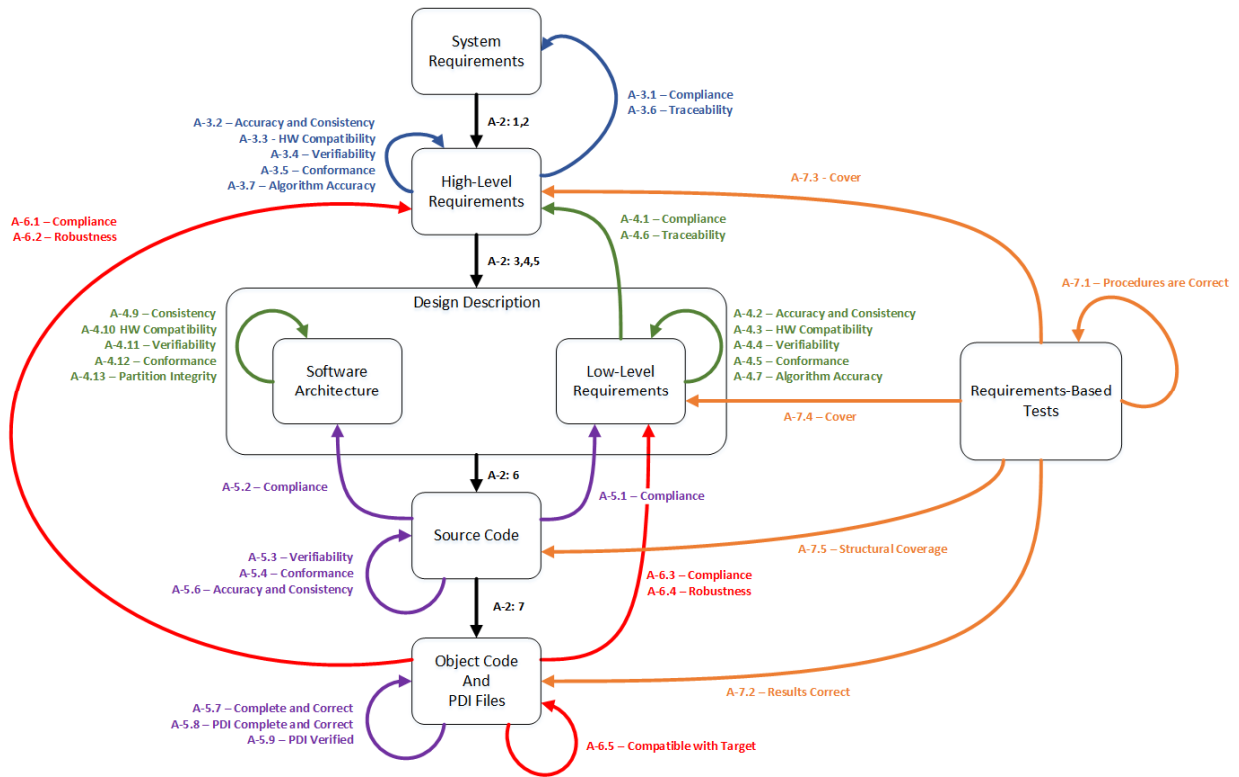 System
Requirements
A-3.1 – Compliance
A-3.6 – Traceability
A-2: 1,2
A-3.2 – Accuracy and Consistency
A-3.3 - HW Compatibility
A-3.4 – Verifiability
A-3.5 – Conformance
A-3.7 – Algorithm Accuracy
High-Level
Requirements
A-7.3 - Cover
A-6.1 – Compliance
A-6.2 – Robustness
A-4.1 – Compliance
A-4.6 – Traceability
A-2: 3,4,5
A-7.1 – Procedures are Correct
Design Description
A-4.9 – Consistency
A-4.10 HW Compatibility
A-4.11 – Verifiability
A-4.12 – Conformance
A-4.13 – Partition Integrity
Software
Architecture
Low-Level
Requirements
A-4.2 – Accuracy and Consistency
A-4.3 – HW Compatibility
A-4.4 – Verifiability
A-4.5 – Conformance
A-4.7 – Algorithm Accuracy
Requirements-Based
Tests
A-7.4 – Cover
A-2: 6
A-5.2 – Compliance
A-5.1 – Compliance
Source Code
A-7.5 – Structural Coverage
A-5.3 – Verifiability
A-5.4 – Conformance
A-5.6 – Accuracy and Consistency
A-6.3 – Compliance
A-6.4 – Robustness
A-2: 7
Object Code
And
PDI Files
A-7.2 – Results Correct
A-5.7 – Complete and Correct
A-5.8 – PDI Complete and Correct
A-5.9 – PDI Verified
A-6.5 – Compatible with Target